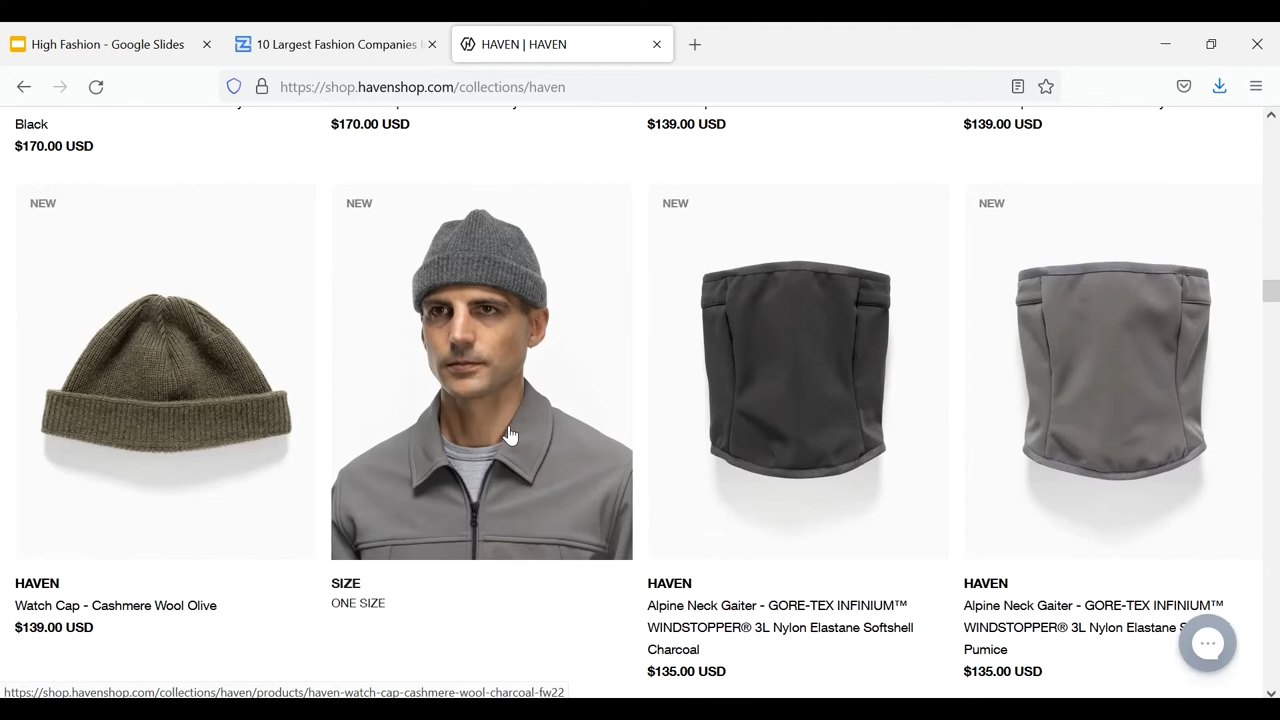 High Fashion - Google Slides
10 Largest Fashion Companies
HAVEN | HAVEN
https://shop.havenshop.com/collections/haven
Black
$170.00 USD
$170.00 USD
$139.00 USD
$139.00 USD
NEW
NEW
NEW
NEW
HAVEN
Watch Cap - Cashmere Wool Olive
$139.00 USD
SIZE
ONE SIZE
HAVEN
Alpine Neck Gaiter - GORE-TEX INFINIUM™
WINDSTOPPER® 3L Nylon Elastane Softshell
Charcoal
$135.00 USD
HAVEN
Alpine Neck Gaiter - GORE-TEX INFINIUM™
WINDSTOPPER® 3L Nylon Elastane
Pumice
$135.00 USD
https://shop.havenshop.com/collections/haven/products/haven-watch-cap-cashmere-wool-charcoal-fw22